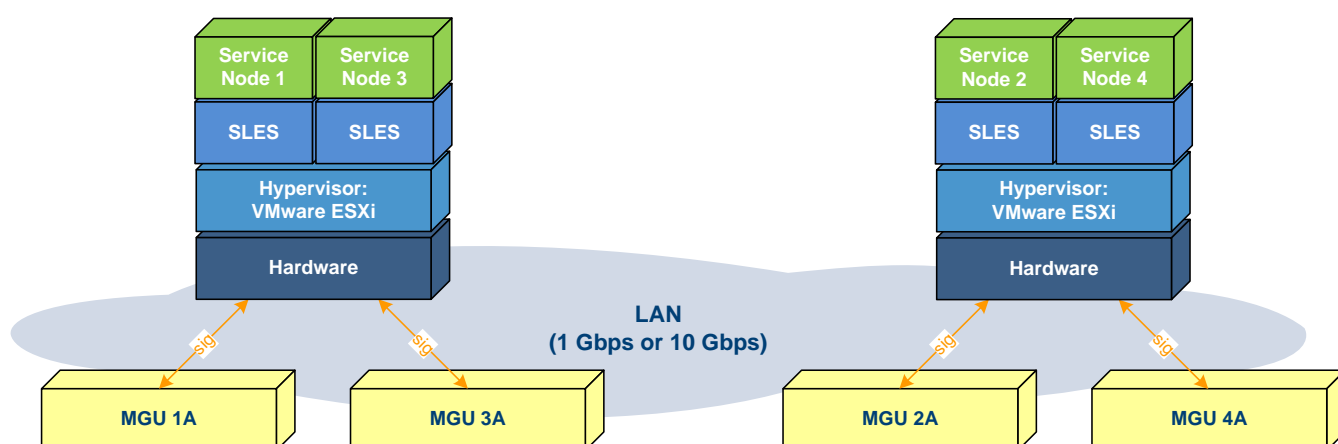 Service
Node 1
Service
Node 3
Service
Node 2
Service
Node 4
SLES
SLES
SLES
SLES
Hypervisor:
VMware ESXi
Hypervisor:
VMware ESXi
Hardware
Hardware
LAN
(1 Gbps or 10 Gbps)
sig
sig
sig
sig
MGU 1A
MGU 3A
MGU 2A
MGU 4A